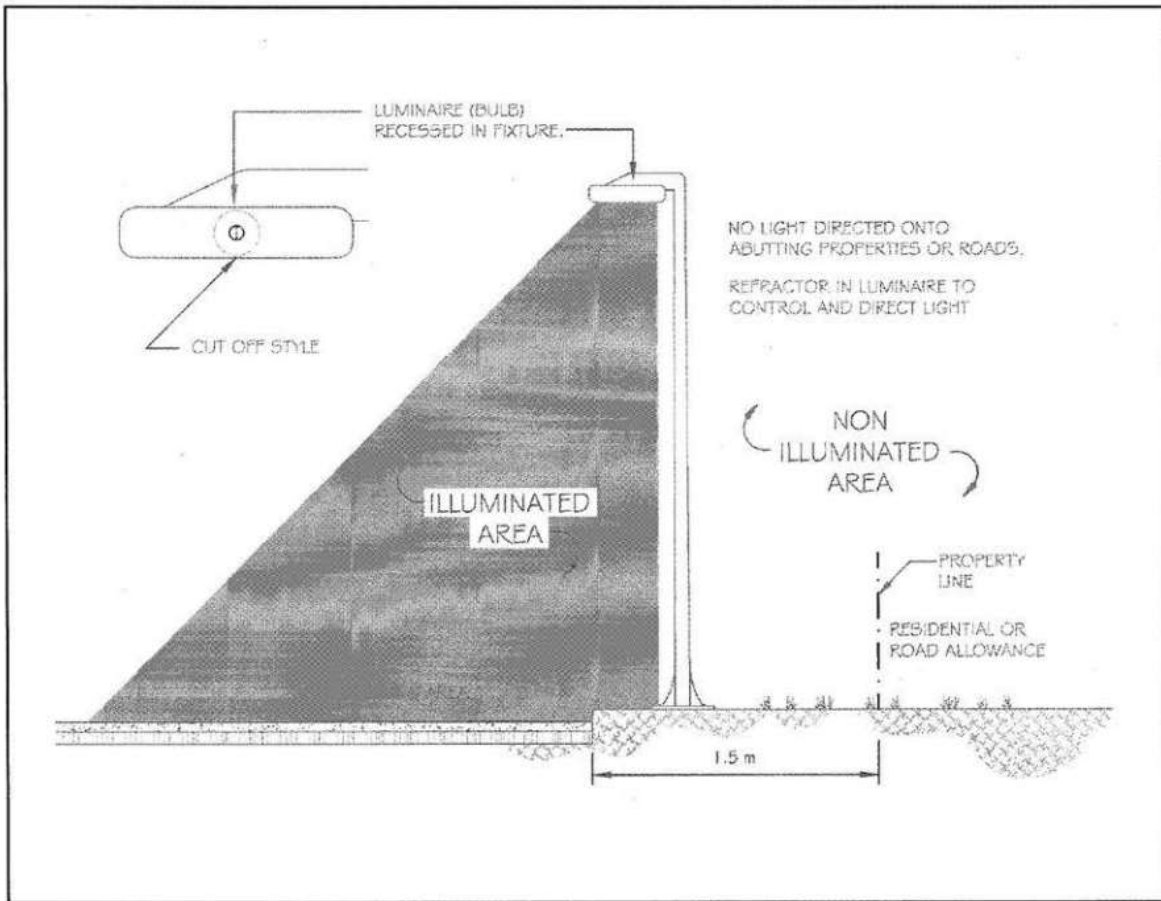 LUMINAIRE (BULB)
RECESSED IN FIXTURE.
CUT OFF STYLE
NO LIGHT DIRECTED ONTO
ABUTTING PROPERTIES OR ROADS.
REFRACTOR IN LUMINAIRE TO
CONTROL AND DIRECT LIGHT
NON
ILLUMINATED
AREA
ILLUMINATED
AREA
PROPERTY
LINE
RESIDENTIAL OR
ROAD ALLOWANCE
1.5 m